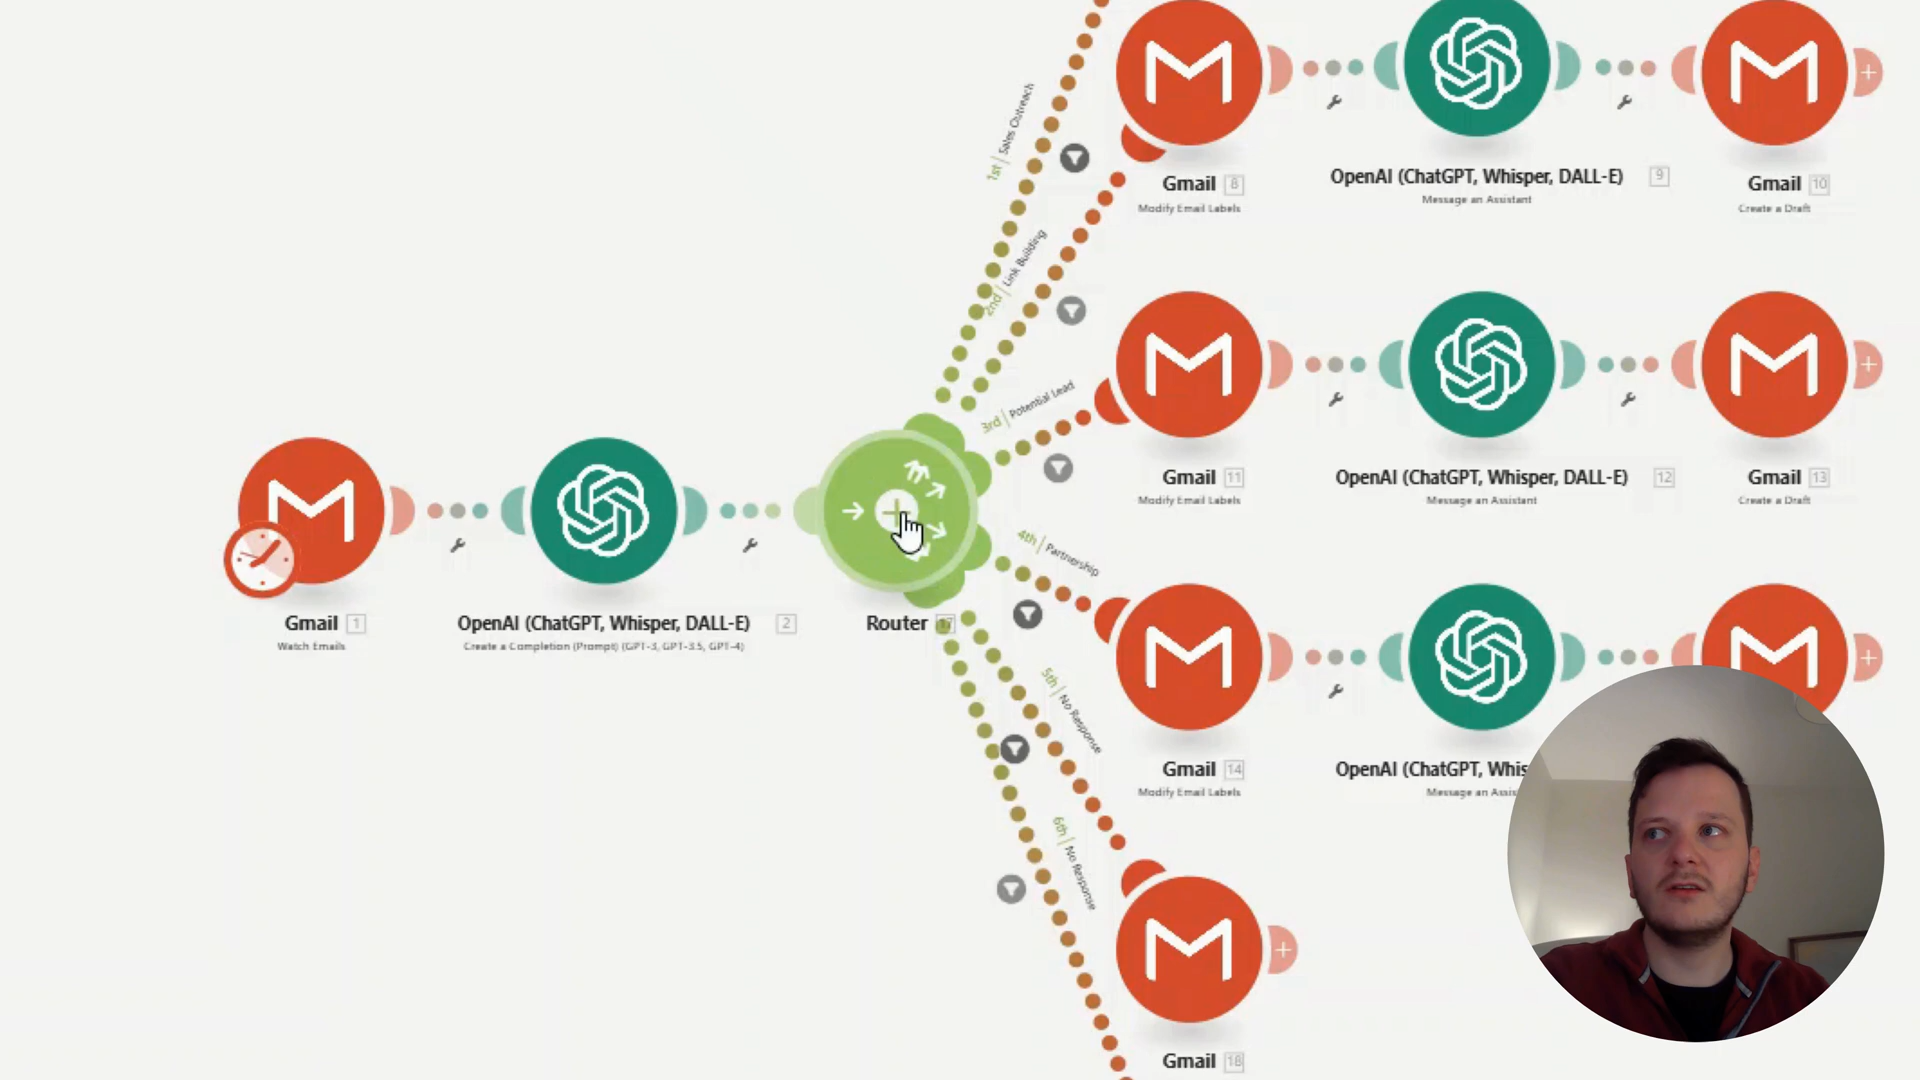 1st | Sales Outreach
Gmail 8
Modify Email Labels
OpenAI (ChatGPT, Whisper, DALL-E) 9
Message an Assistant
Gmail 10
Create a Draft
2nd | Link Building
3rd | Potential Lead
Gmail 11
Modify Email Labels
OpenAI (ChatGPT, Whisper, DALL-E) 12
Message an Assistant
Gmail 13
Create a Draft
Gmail 1
Watch Emails
OpenAI (ChatGPT, Whisper, DALL-E) 2
Create a Completion (Prompt) (GPT-3, GPT-3.5, GPT-4)
Router
4th | Partnership
Gmail 14
Modify Email Labels
OpenAI (ChatGPT, Whis
Message an Assis
5th | No Response
6th | No Response
Gmail 18